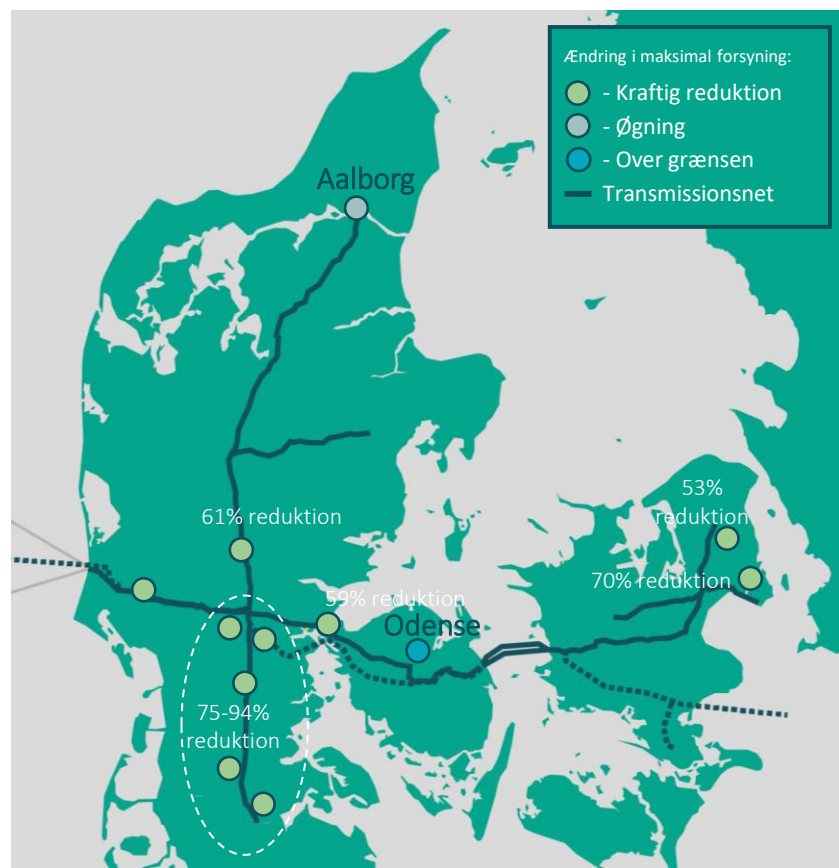 Ændring i maksimal forsyning:
- Kraftig reduktion
- Øgning
- Over grænsen
Transmissionsnet
Aalborg
61% reduktion
53%
reduktion
70% reduktion
59% reduktion
Odense
75-94%
reduktion